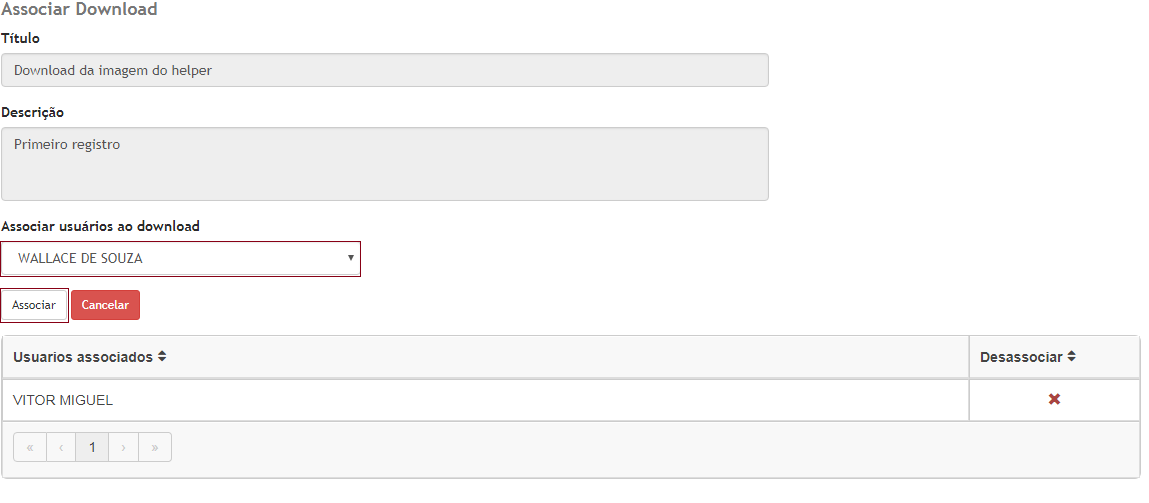 Associar Download
Título
Download da imagem do helper
Descrição
Primeiro registro
Associar usuários ao download
WALLACE DE SOUZA
Associar Cancelar
Usuarios associados Desassociar
VITOR MIGUEL
« ‹ 1 › »